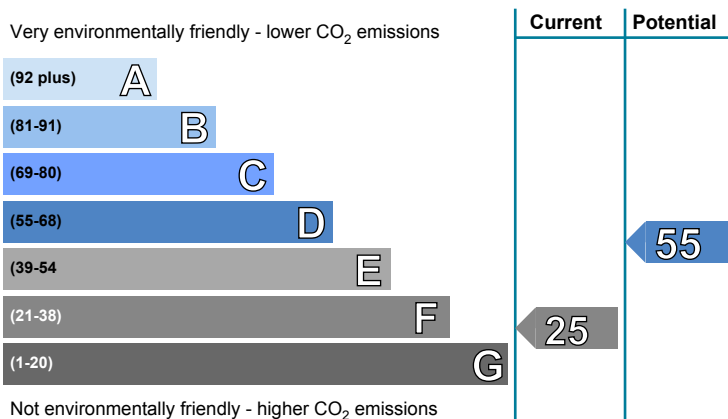 Current Potential
Very environmentally friendly - lower CO2 emissions
(92 plus) A
(81-91) B
(69-80) C
(55-68) D
55
(39-54 E
(21-38) F
25
(1-20) G
Not environmentally friendly - higher CO2 emissions